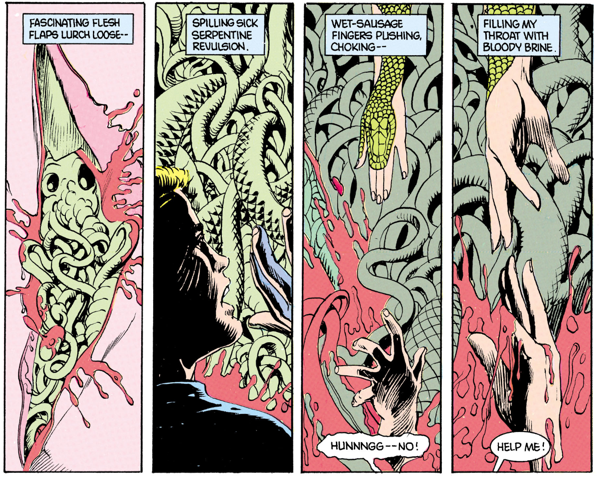 FASCINATING FLESH
FLAPS LURCH LOOSE--
SPILLING SICK
SERPENTINE
REVULSION.
WET-SAUSAGE
FINGERS PUSHING,
CHOKING--
HUNNNGG--NO!
FILLING MY
THROAT WITH
BLOODY BRINE.
HELP ME!